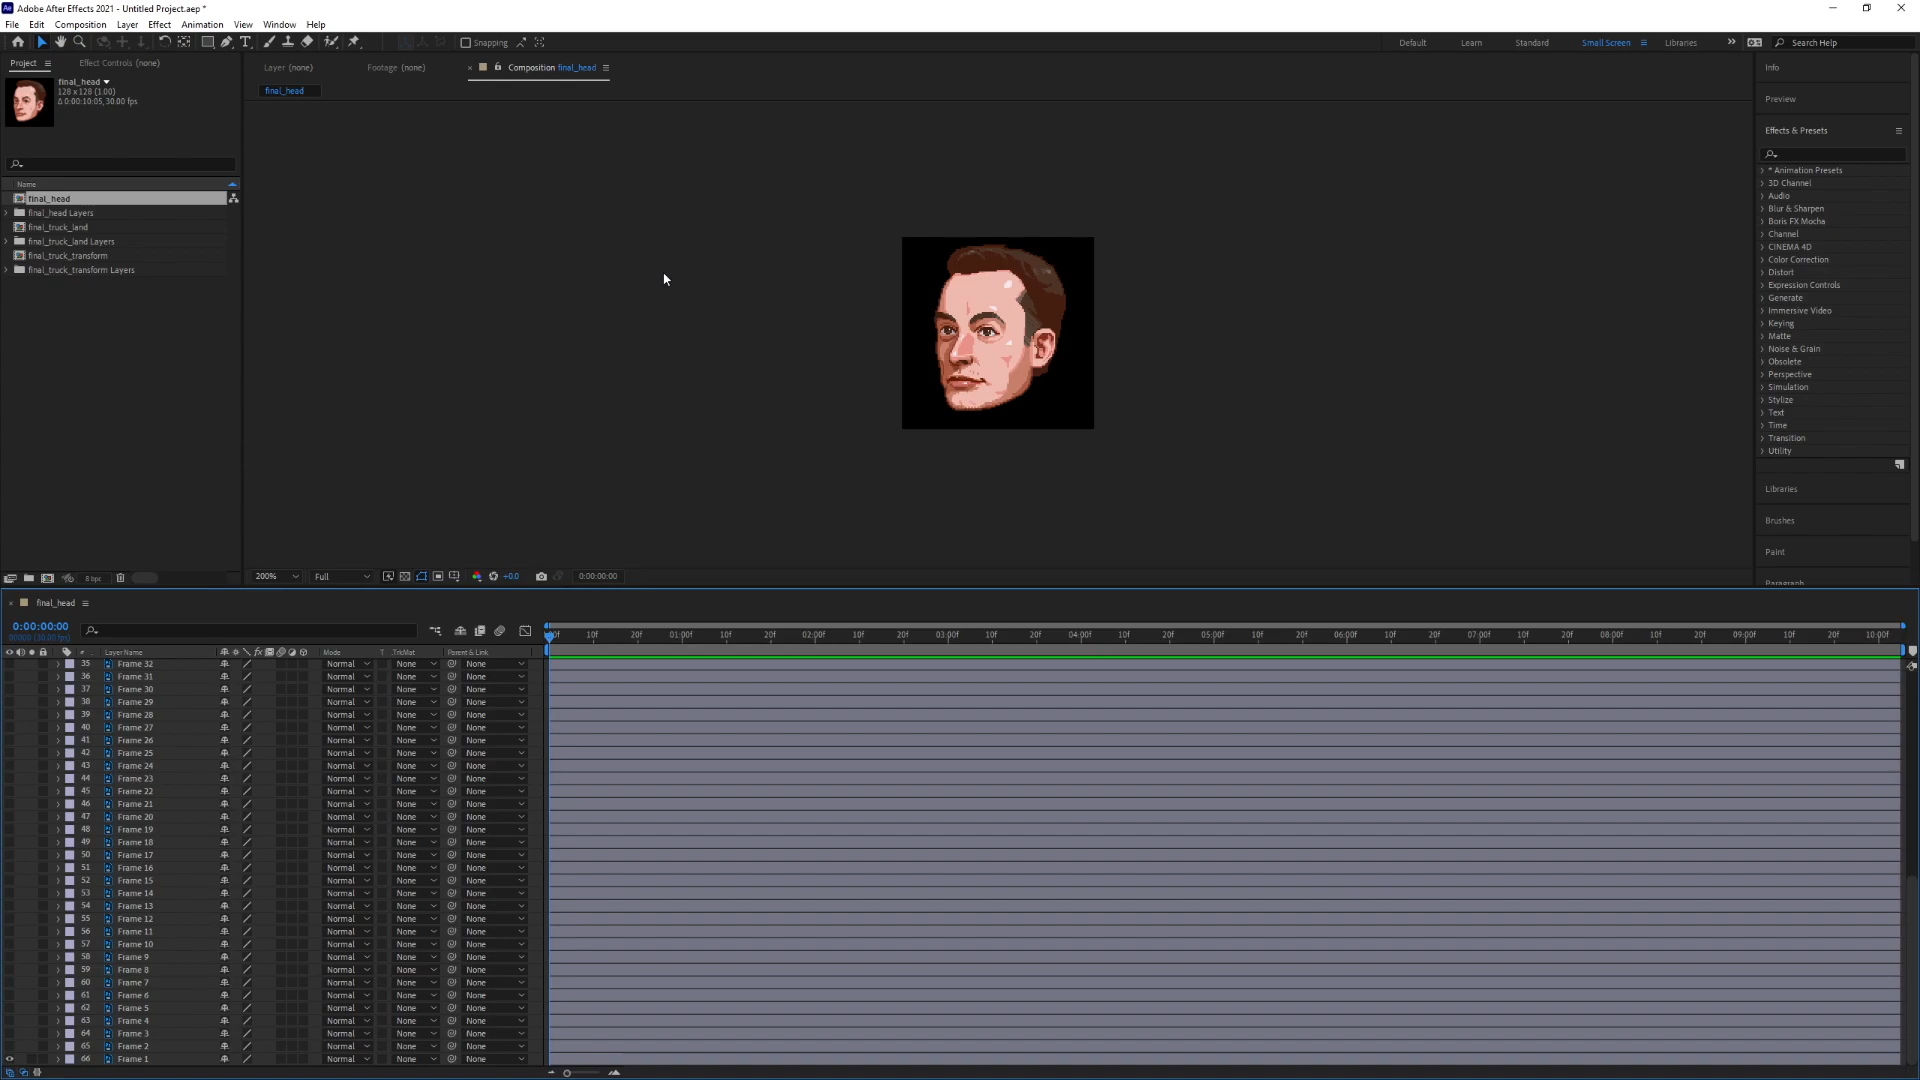 Adobe After Effects 2021 - Untitled Project.aep *
File Edit Composition Layer Effect Animation View Window Help
Snapping
Default Learn Standard Small Screen Libraries Search Help
Project Effect Controls (none)
Layer (none) Footage (none) Composition final_head
Info
final_head
128 x 128 (1.00)
Δ 0:00:10:05, 30.00 fps
final_head
Preview
Effects & Presets
Name
final_head
final_head Layers
final_truck_land
final_truck_land Layers
final_truck_transform
final_truck_transform Layers
* Animation Presets
3D Channel
Audio
Blur & Sharpen
Boris FX Mocha
Channel
CINEMA 4D
Color Correction
Distort
Expression Controls
Generate
Immersive Video
Keying
Matte
Noise & Grain
Obsolete
Perspective
Simulation
Stylize
Text
Time
Transition
Utility
Libraries
Brushes
Paint
Paragraph
8 bpc
200% Full +0.0 0:00:00:00
final_head
0:00:00:00
00000 (30.00 fps)
10f 20f 01:00f 10f 20f 02:00f 10f 20f 03:00f 10f 20f 04:00f 10f 20f 05:00f 10f 20f 06:00f 10f 20f 07:00f 10f 20f 08:00f 10f 20f 09:00f 10f 20f 10:00f
# Layer Name fx Mode T .TrkMat Parent & Link
35 Frame 32 Normal None None
36 Frame 31 Normal None None
37 Frame 30 Normal None None
38 Frame 29 Normal None None
39 Frame 28 Normal None None
40 Frame 27 Normal None None
41 Frame 26 Normal None None
42 Frame 25 Normal None None
43 Frame 24 Normal None None
44 Frame 23 Normal None None
45 Frame 22 Normal None None
46 Frame 21 Normal None None
47 Frame 20 Normal None None
48 Frame 19 Normal None None
49 Frame 18 Normal None None
50 Frame 17 Normal None None
51 Frame 16 Normal None None
52 Frame 15 Normal None None
53 Frame 14 Normal None None
54 Frame 13 Normal None None
55 Frame 12 Normal None None
56 Frame 11 Normal None None
57 Frame 10 Normal None None
58 Frame 9 Normal None None
59 Frame 8 Normal None None
60 Frame 7 Normal None None
61 Frame 6 Normal None None
62 Frame 5 Normal None None
63 Frame 4 Normal None None
64 Frame 3 Normal None None
65 Frame 2 Normal None None
66 Frame 1 Normal None None